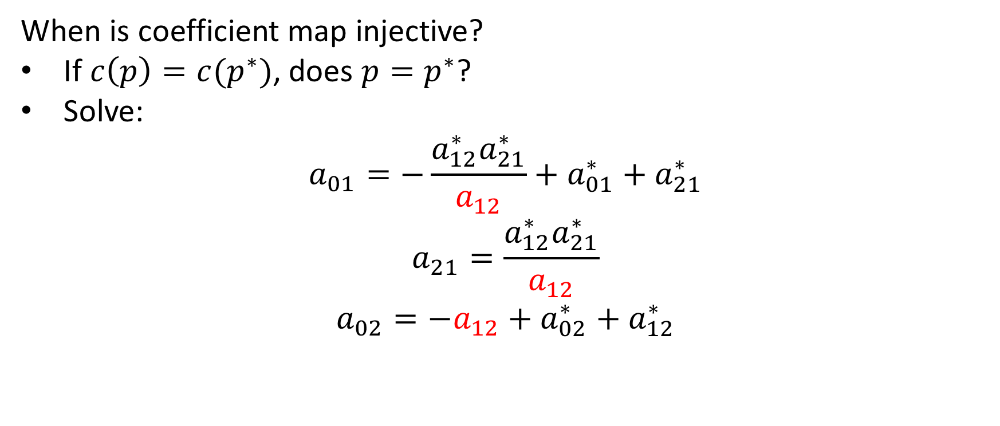 When is coefficient map injective?
• If $c(p) = c(p^*)$, does $p = p^*$?
• Solve:
$a_{01} = -\frac{a_{12}^* a_{21}^*}{a_{12}} + a_{01}^* + a_{21}^*$
$a_{21} = \frac{a_{12}^* a_{21}^*}{a_{12}}$
$a_{02} = -a_{12} + a_{02}^* + a_{12}^*$